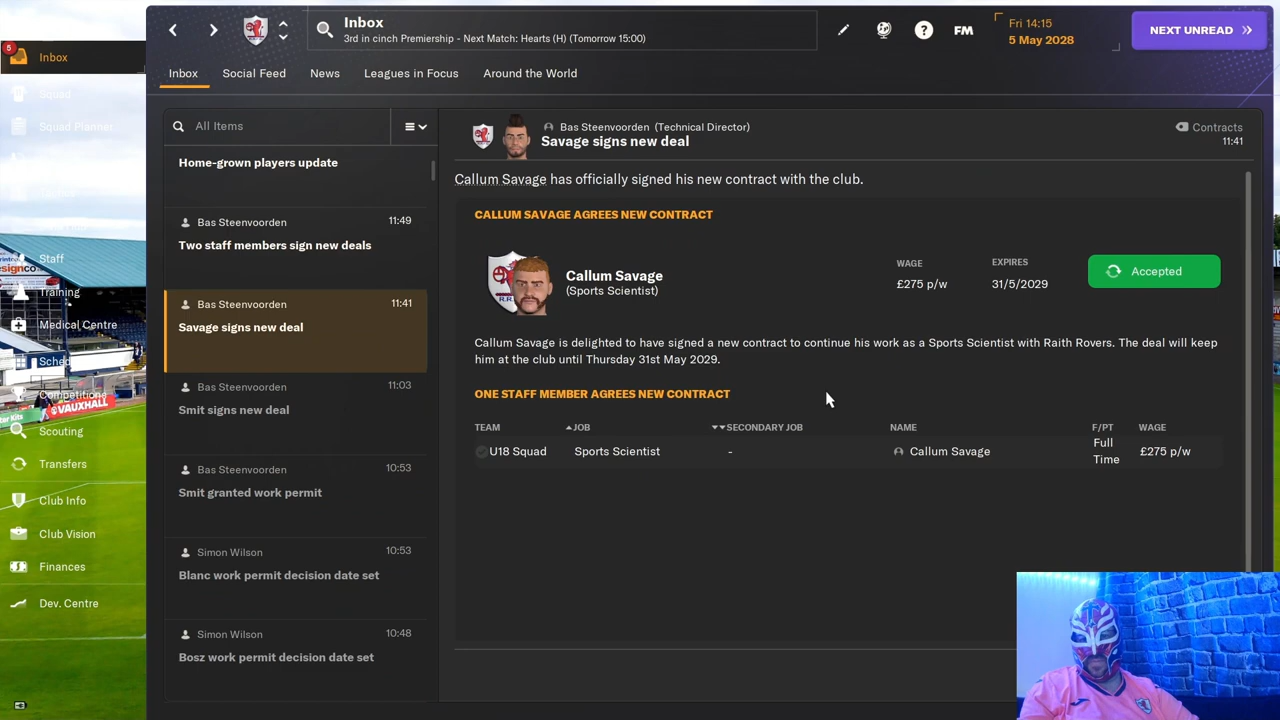 Inbox
3rd in cinch Premiership - Next Match: Hearts (H) (Tomorrow 15:00)
FM
Fri 14:15
5 May 2028
NEXT UNREAD
5
Inbox
Squad
Squad Planner
Staff
Training
Medical Centre
Sched
Competitions
VAUXHALL
Scouting
Transfers
Club Info
Club Vision
Finances
Dev. Centre
Inbox
Social Feed
News
Leagues in Focus
Around the World
All Items
Home-grown players update
Bas Steenvoorden 11:49
Two staff members sign new deals
Bas Steenvoorden 11:41
Savage signs new deal
Bas Steenvoorden 11:03
Smit signs new deal
Bas Steenvoorden 10:53
Smit granted work permit
Simon Wilson 10:53
Blanc work permit decision date set
Simon Wilson 10:48
Bosz work permit decision date set
Bas Steenvoorden (Technical Director)
Savage signs new deal
Contracts
11:41
Callum Savage has officially signed his new contract with the club.
CALLUM SAVAGE AGREES NEW CONTRACT
Callum Savage
(Sports Scientist)
WAGE
£275 p/w
EXPIRES
31/5/2029
Accepted
Callum Savage is delighted to have signed a new contract to continue his work as a Sports Scientist with Raith Rovers. The deal will keep
him at the club until Thursday 31st May 2029.
ONE STAFF MEMBER AGREES NEW CONTRACT
TEAM JOB SECONDARY JOB NAME F/PT WAGE
U18 Squad Sports Scientist - Callum Savage Full Time £275 p/w